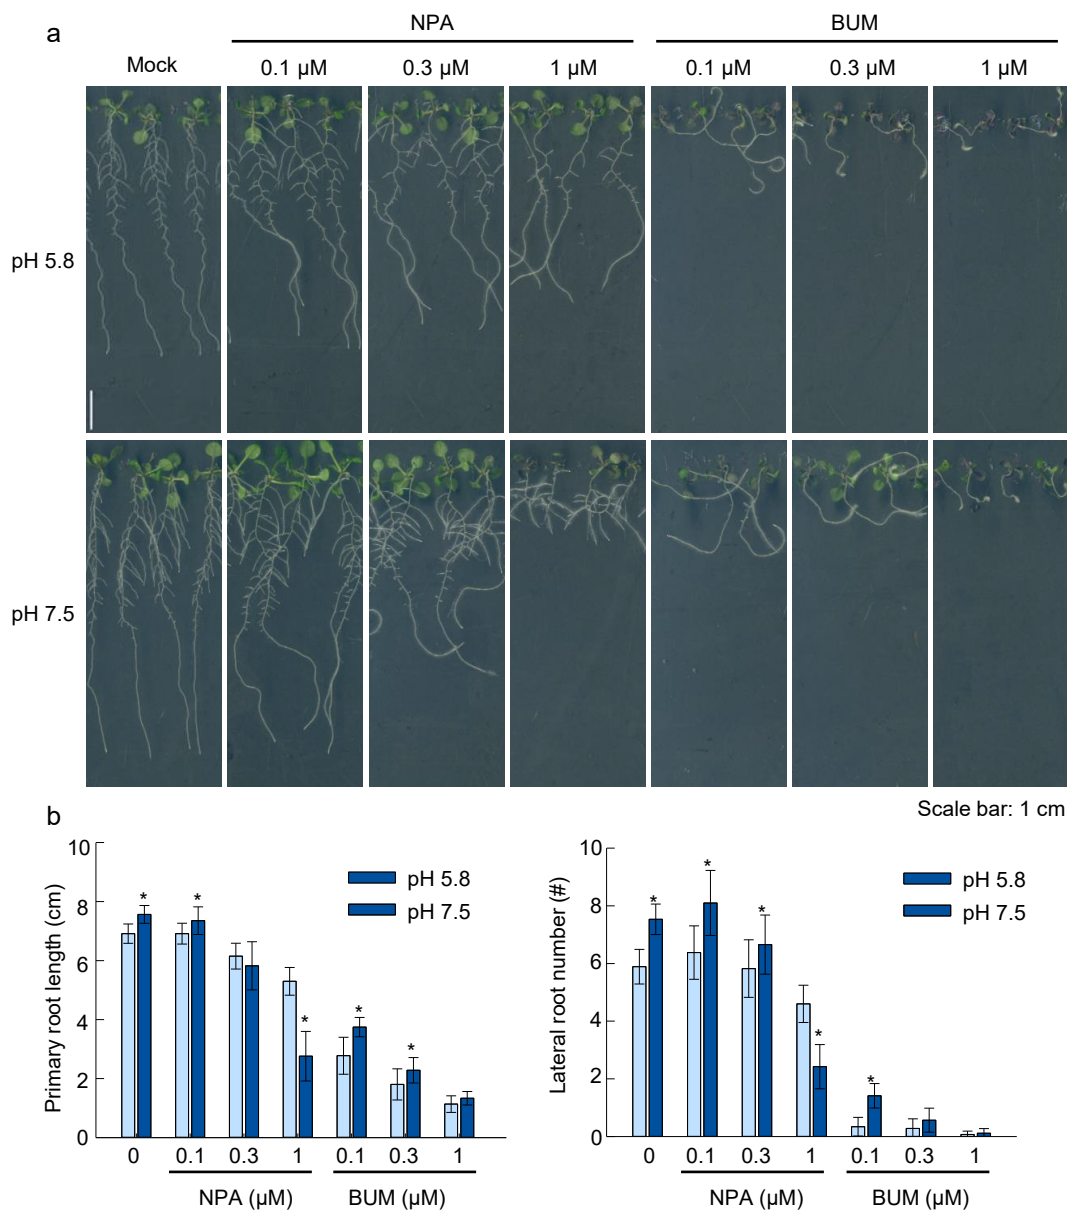 a
NPA
BUM
Mock
0.1 µM
0.3 µM
1 µM
0.1 µM
0.3 µM
1 µM
pH 5.8
pH 7.5
Scale bar: 1 cm
b
Primary root length (cm)
10
8
6
4
2
0
pH 5.8
pH 7.5
* * * * *
0 0.1 0.3 1 0.1 0.3 1
NPA (µM) BUM (µM)
Lateral root number (#)
10
8
6
4
2
0
pH 5.8
pH 7.5
* * * * *
0 0.1 0.3 1 0.1 0.3 1
NPA (µM) BUM (µM)